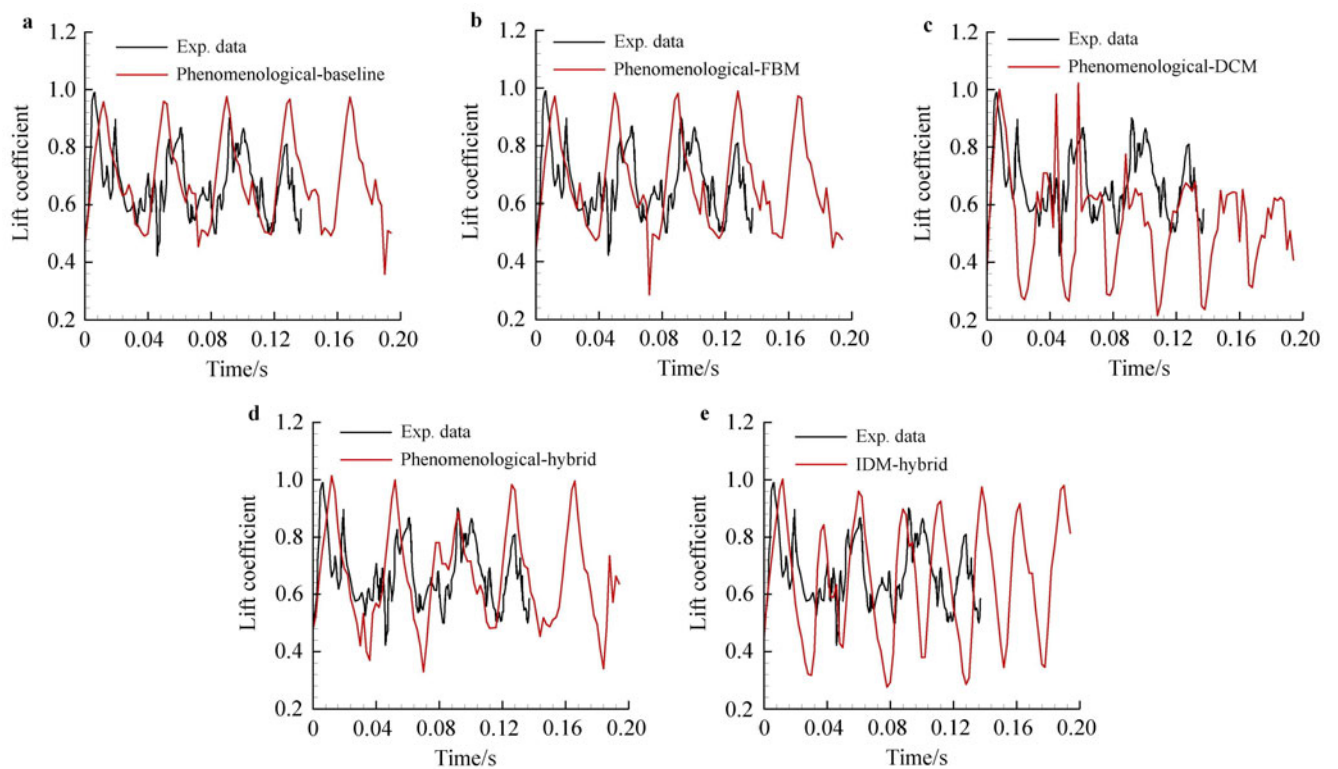 a
1.2
Exp. data
Phenomenological-baseline
1.0
0.8
0.6
0.4
0.2
0
0.04
0.08
0.12
0.16
0.20
Lift coefficient
Time/s
b
1.2
Exp. data
Phenomenological-FBM
1.0
0.8
0.6
0.4
0.2
0
0.04
0.08
0.12
0.16
0.20
Lift coefficient
Time/s
c
1.2
Exp. data
Phenomenological-DCM
1.0
0.8
0.6
0.4
0.2
0
0.04
0.08
0.12
0.16
0.20
Lift coefficient
Time/s
d
1.2
Exp. data
Phenomenological-hybrid
1.0
0.8
0.6
0.4
0.2
0
0.04
0.08
0.12
0.16
0.20
Lift coefficient
Time/s
e
1.2
Exp. data
IDM-hybrid
1.0
0.8
0.6
0.4
0.2
0
0.04
0.08
0.12
0.16
0.20
Lift coefficient
Time/s